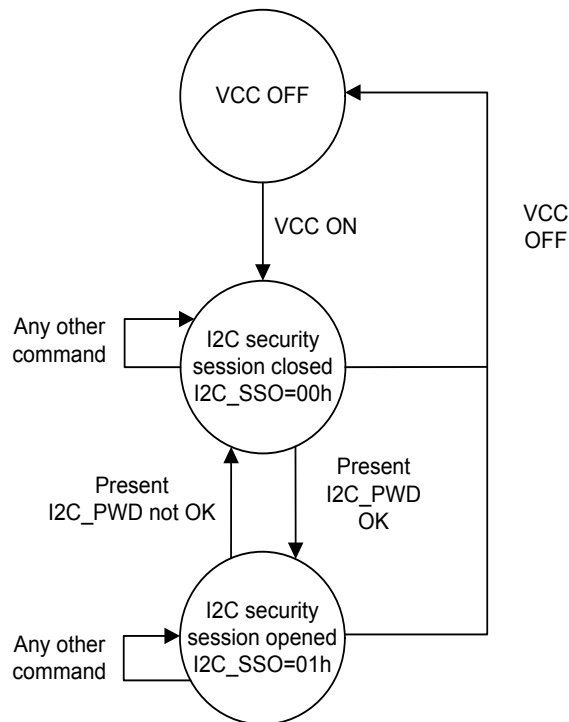 VCC OFF
VCC ON
VCC
OFF
Any other
command
I2C security
session closed
I2C_SSO=00h
Present
I2C_PWD not OK
Present
I2C_PWD
OK
I2C security
session opened
I2C_SSO=01h
Any other
command